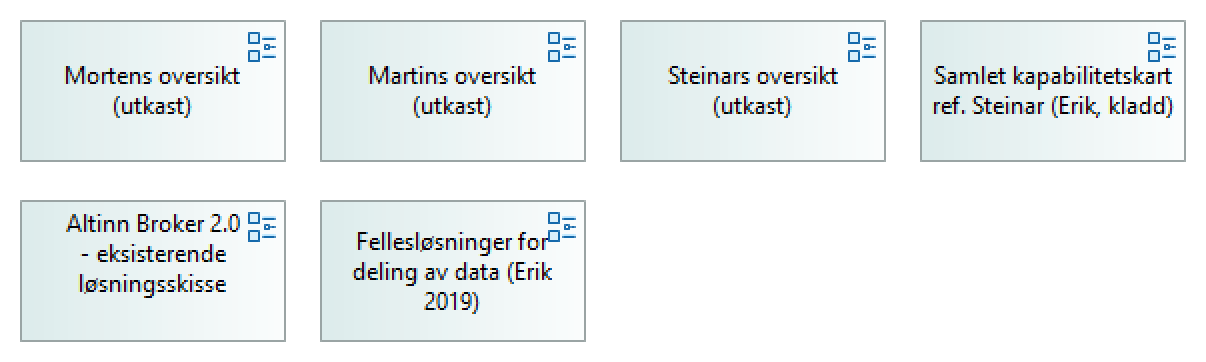 Mortens oversikt
(utkast)
Martins oversikt
(utkast)
Steinars oversikt
(utkast)
Samlet kapabilitetskart
ref. Steinar (Erik, kladd)
Altinn Broker 2.0
- eksisterende
løsningsskisse
Fellesløsninger for
deling av data (Erik
2019)